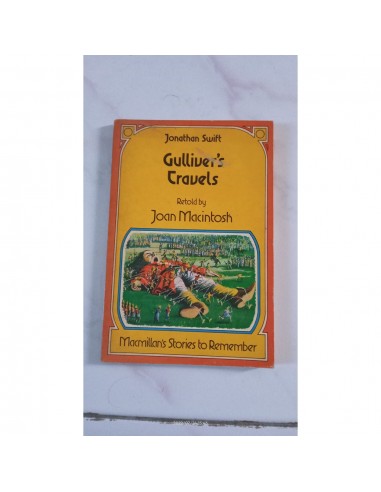 Jonathan Swift
Gulliver's
Travels
Retold by
Joan Macintosh
Macmillan's Stories to Remember